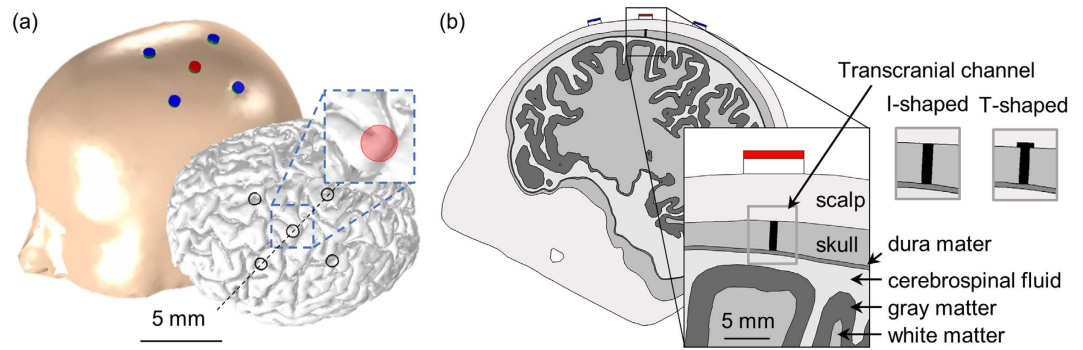 (a)
5 mm
(b)
Transcranial channel
I-shaped
T-shaped
scalp
skull
dura mater
cerebrospinal fluid
gray matter
white matter
5 mm